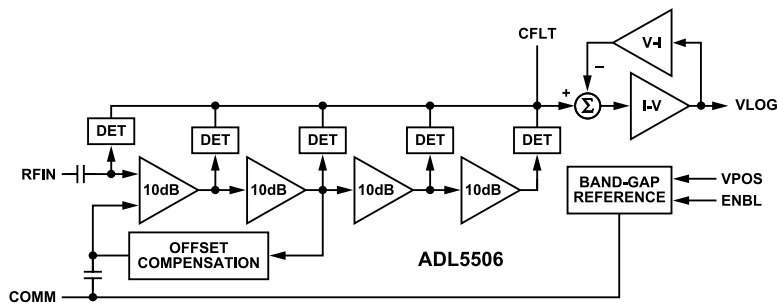 CFLT
V-I
–
+
Σ
I-V
VLOG
DET
DET
DET
DET
DET
RFIN
10dB
10dB
10dB
10dB
BAND-GAP
REFERENCE
VPOS
ENBL
OFFSET
COMPENSATION
ADL5506
COMM